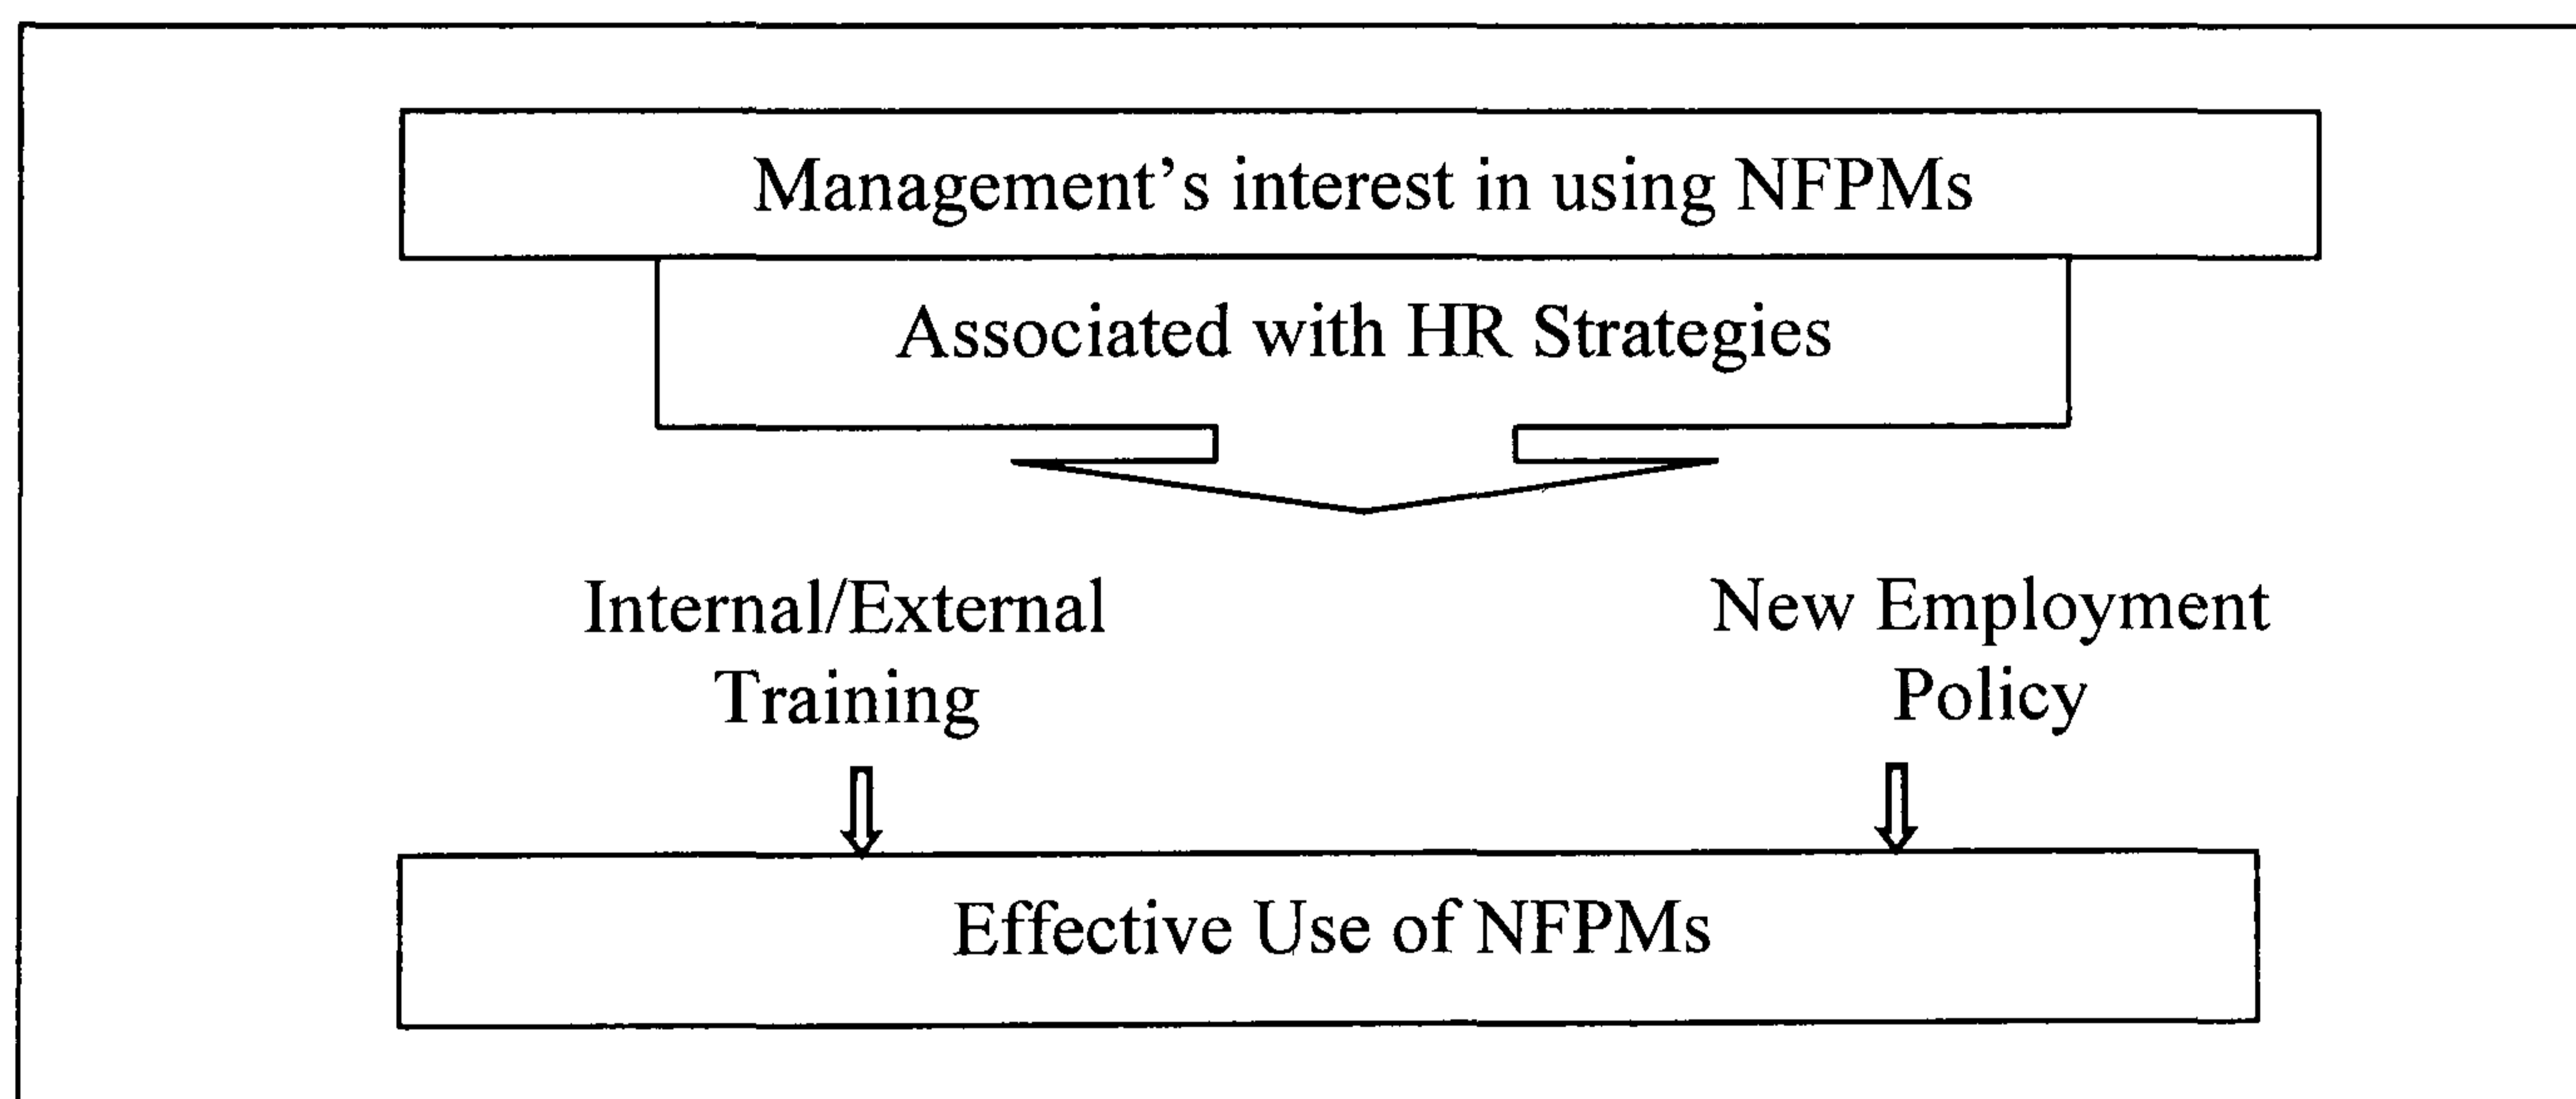 Management’s interest in using NFPMs
Associated with HR Strategies
Internal/External
Training
New Employment
Policy
Effective Use of NFPMs